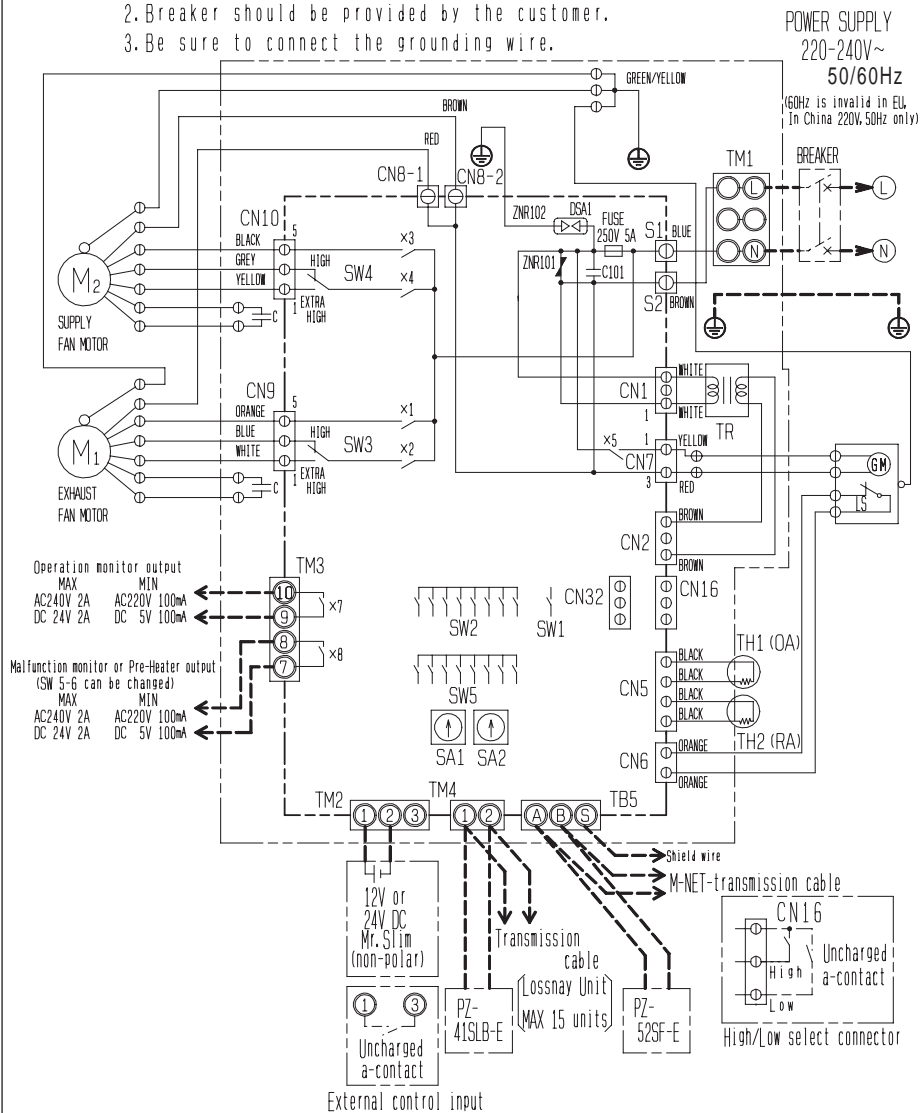 2. Breaker should be provided by the customer.
3. Be sure to connect the grounding wire.
POWER SUPPLY
220-240V~
50/60Hz
(60Hz is invalid in EU,
In China 220V, 50Hz only)
GREEN/YELLOW
BROWN
RED
CN8-1
CN8-2
TM1
BREAKER
L
L
N
N
ZNR102
DSA1
FUSE
250V 5A
S1
BLUE
ZNR101
C101
S2
BROWN
CN10
5
BLACK
GREY
YELLOW
HIGH
SW4
×3
×4
1
EXTRA
HIGH
C
M2
SUPPLY
FAN MOTOR
CN9
5
ORANGE
BLUE
WHITE
HIGH
SW3
×1
×2
1
EXTRA
HIGH
C
M1
EXHAUST
FAN MOTOR
WHITE
CN1
1
WHITE
TR
×5
1
YELLOW
CN7
3
RED
GM
LS
BROWN
CN2
BROWN
Operation monitor output
MAX MIN
AC240V 2A AC220V 100mA
DC 24V 2A DC 5V 100mA
TM3
10
9
8
7
×7
×8
Malfunction monitor or Pre-Heater output
(SW 5-6 can be changed)
MAX MIN
AC240V 2A AC220V 100mA
DC 24V 2A DC 5V 100mA
SW2
SW1
CN32
CN16
SW5
SA1 SA2
BLACK
BLACK
BLACK
BLACK
CN5
TH1 (OA)
TH2 (RA)
CN6
ORANGE
ORANGE
TM2
1 2 3
TM4
1 2
A B S
TB5
Shield wire
M-NET-transmission cable
12V or
24V DC
Mr.Slim
(non-polar)
Transmission
cable
(Lossnay Unit
MAX 15 units)
PZ-
41SLB-E
PZ-
52SF-E
1 3
Uncharged
a-contact
External control input
CN16
High
Low
Uncharged
a-contact
High/Low select connector